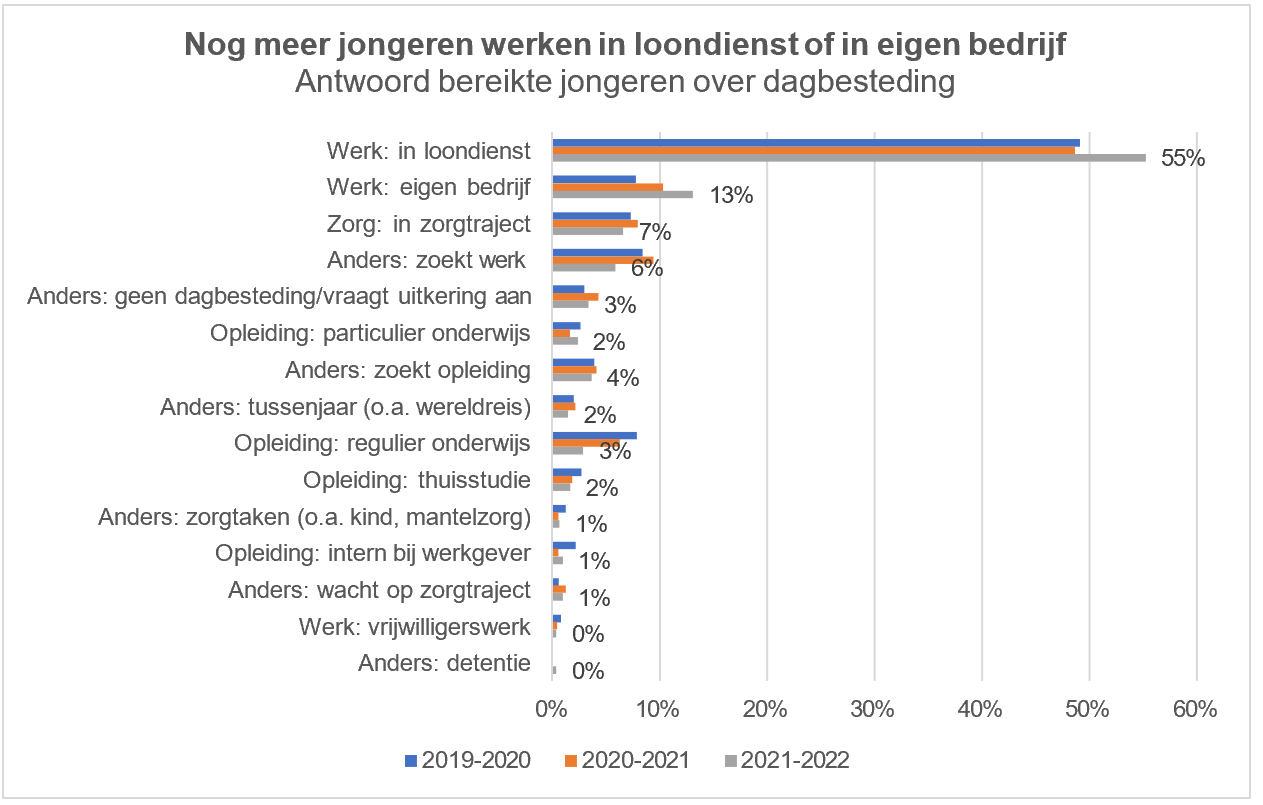 Nog meer jongeren werken in loondienst of in eigen bedrijf
Antwoord bereikte jongeren over dagbesteding
Werk: in loondienst
55%
Werk: eigen bedrijf
13%
Zorg: in zorgtraject
7%
Anders: zoekt werk
6%
Anders: geen dagbesteding/vraagt uitkering aan
3%
Opleiding: particulier onderwijs
2%
Anders: zoekt opleiding
4%
Anders: tussenjaar (o.a. wereldreis)
2%
Opleiding: regulier onderwijs
3%
Opleiding: thuisstudie
2%
Anders: zorgtaken (o.a. kind, mantelzorg)
1%
Opleiding: intern bij werkgever
1%
Anders: wacht op zorgtraject
1%
Werk: vrijwilligerswerk
0%
Anders: detentie
0%
0% 10% 20% 30% 40% 50% 60%
2019-2020 2020-2021 2021-2022